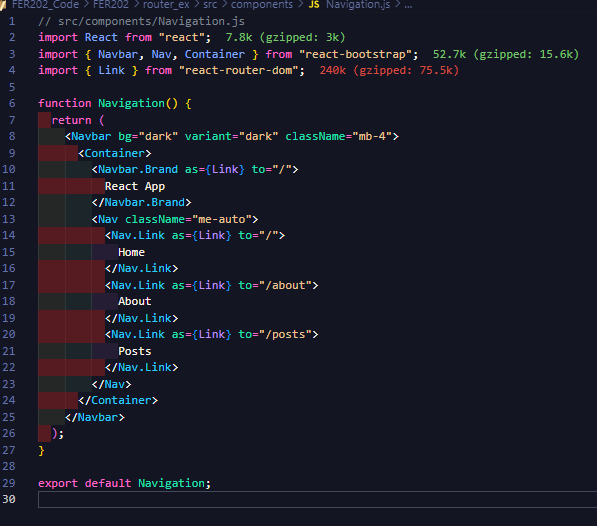 FER202_Code > FER202 > router_ex > src > components > JS Navigation.js > ...
1 // src/components/Navigation.js
2 import React from "react"; 7.8k (gzipped: 3k)
3 import { Navbar, Nav, Container } from "react-bootstrap"; 52.7k (gzipped: 15.6k)
4 import { Link } from "react-router-dom"; 240k (gzipped: 75.5k)
5
6 function Navigation() {
7   return (
8     <Navbar bg="dark" variant="dark" className="mb-4">
9       <Container>
10         <Navbar.Brand as={Link} to="/">
11           React App
12         </Navbar.Brand>
13         <Nav className="me-auto">
14           <Nav.Link as={Link} to="/">
15             Home
16           </Nav.Link>
17           <Nav.Link as={Link} to="/about">
18             About
19           </Nav.Link>
20           <Nav.Link as={Link} to="/posts">
21             Posts
22           </Nav.Link>
23         </Nav>
24       </Container>
25     </Navbar>
26   );
27 }
28
29 export default Navigation;
30